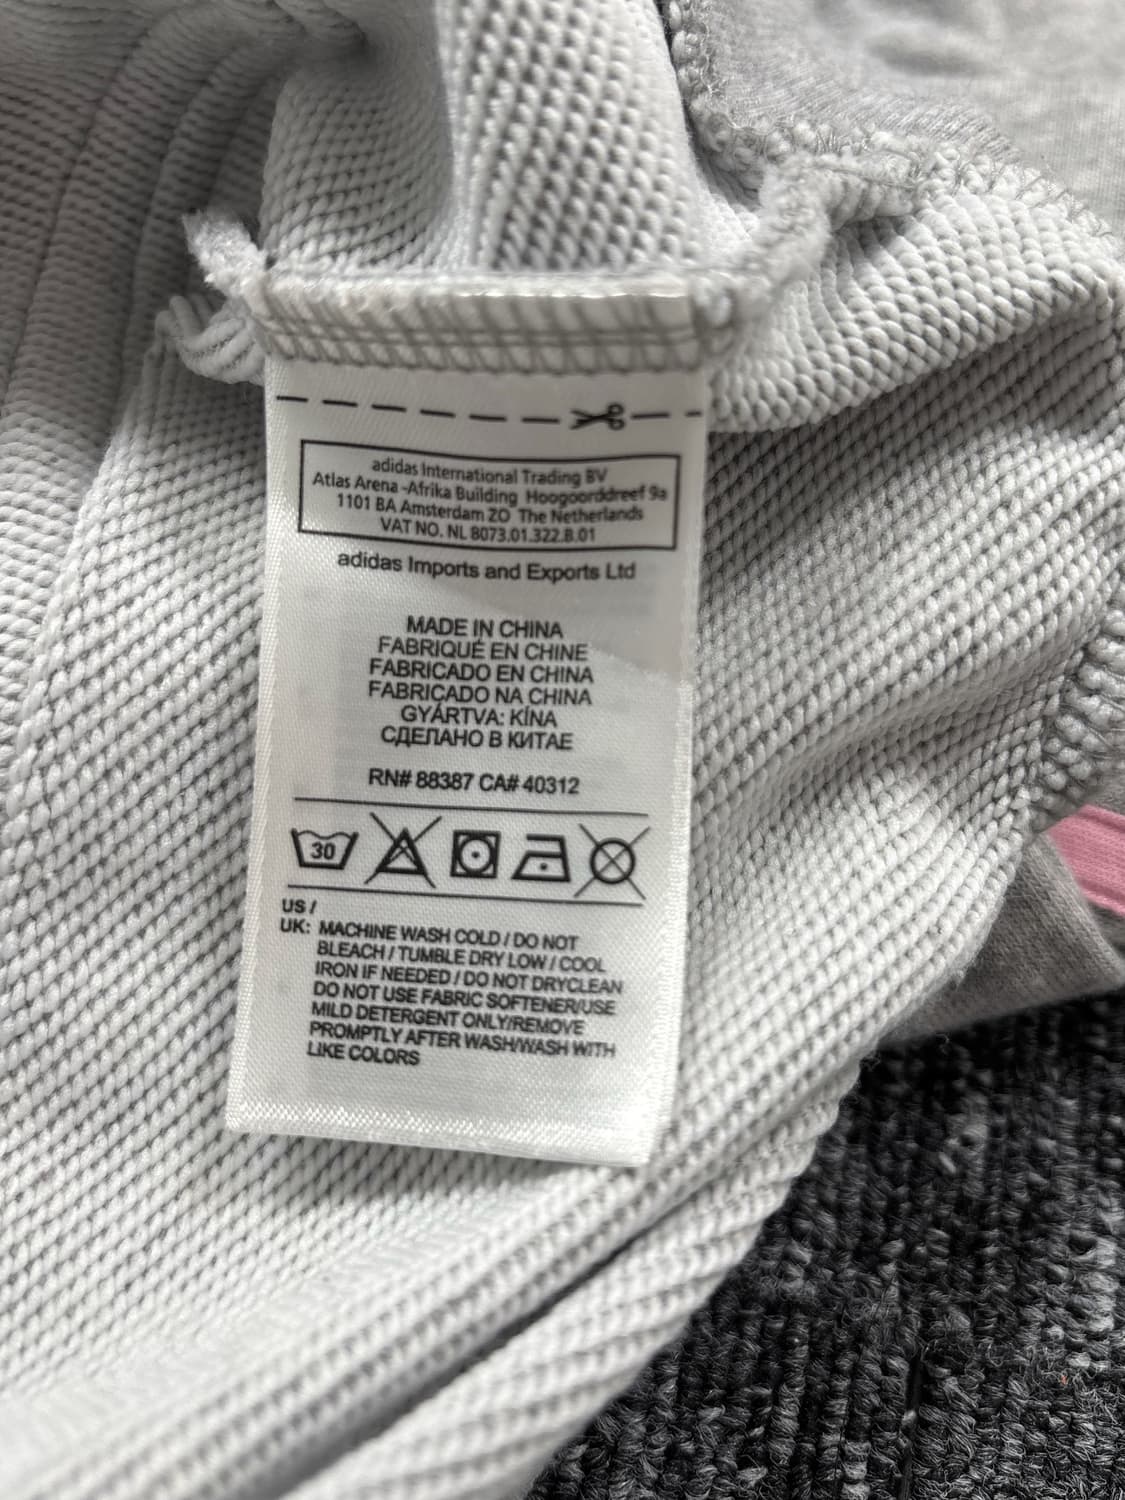 adidas International Trading BV
Atlas Arena -Afrika Building Hoogoorddreef 9a
1101 BA Amsterdam ZO The Netherlands
VAT NO. NL 8073.01.322.B.01
adidas Imports and Exports Ltd
MADE IN CHINA
FABRIQUÉ EN CHINE
FABRICADO EN CHINA
FABRICADO NA CHINA
GYÁRTVA: KÍNA
СДЕЛАНО В КИТАЕ
RN# 88387 CA# 40312
30
US /
UK: MACHINE WASH COLD / DO NOT
BLEACH / TUMBLE DRY LOW / COOL
IRON IF NEEDED / DO NOT DRYCLEAN
DO NOT USE FABRIC SOFTENER/USE
MILD DETERGENT ONLY/REMOVE
PROMPTLY AFTER WASH/WASH WITH
LIKE COLORS